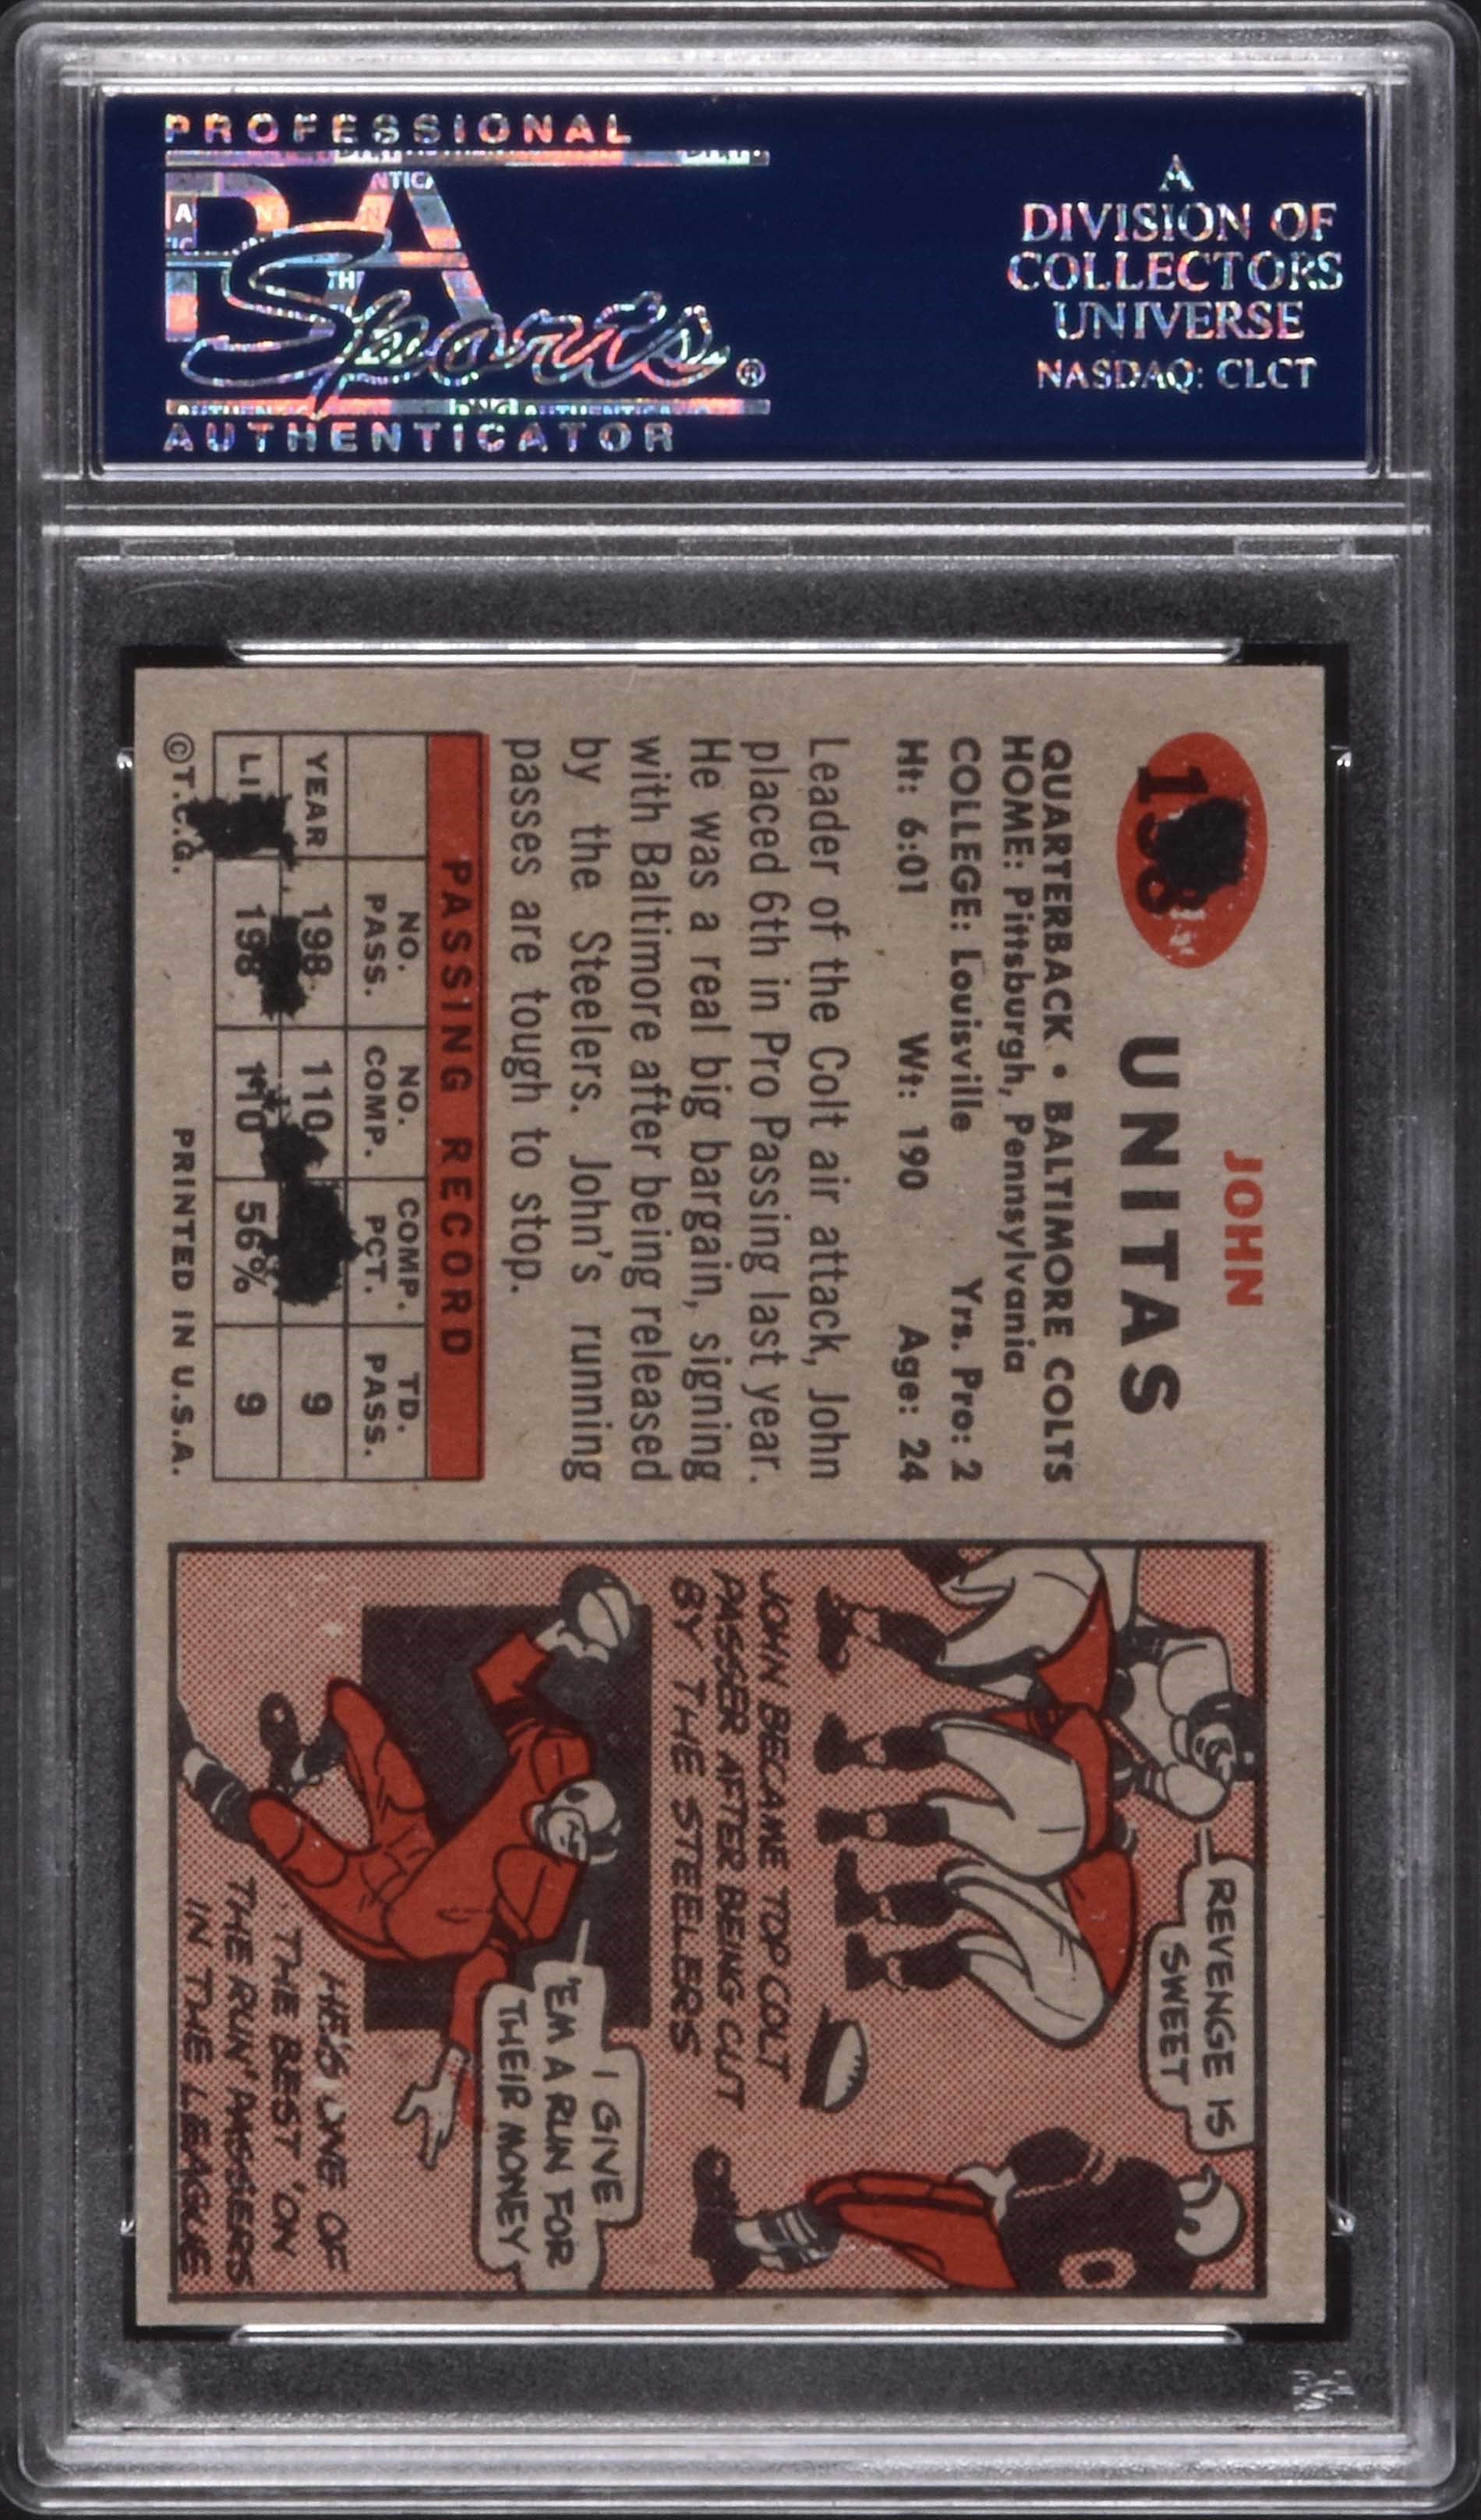 PROFESSIONAL
PSA
Sports®
AUTHENTICATOR
A
DIVISION OF
COLLECTORS
UNIVERSE
NASDAQ: CLCT
JOHN
UNITAS
QUARTERBACK • BALTIMORE COLTS
HOME: Pittsburgh, Pennsylvania
COLLEGE: Louisville Yrs. Pro: 2
Ht: 6:01 Wt: 190 Age: 24
Leader of the Colt air attack, John
placed 6th in Pro Passing last year.
He was a real big bargain, signing
with Baltimore after being released
by the Steelers. John's running
passes are tough to stop.
PASSING RECORD
NO. PASS. NO. COMP. COMP. PCT. TD. PASS.
YEAR 198 110 9
198 110 56% 9
©T.C.G. PRINTED IN U.S.A.
REVENGE IS
SWEET
JOHN BECAME TOP COLT
PASSER AFTER BEING CUT
BY THE STEELERS
I GIVE
'EM A RUN FOR
THEIR MONEY
HE'S ONE OF
THE BEST 'ON
THE RUN' PASSERS
IN THE LEAGUE